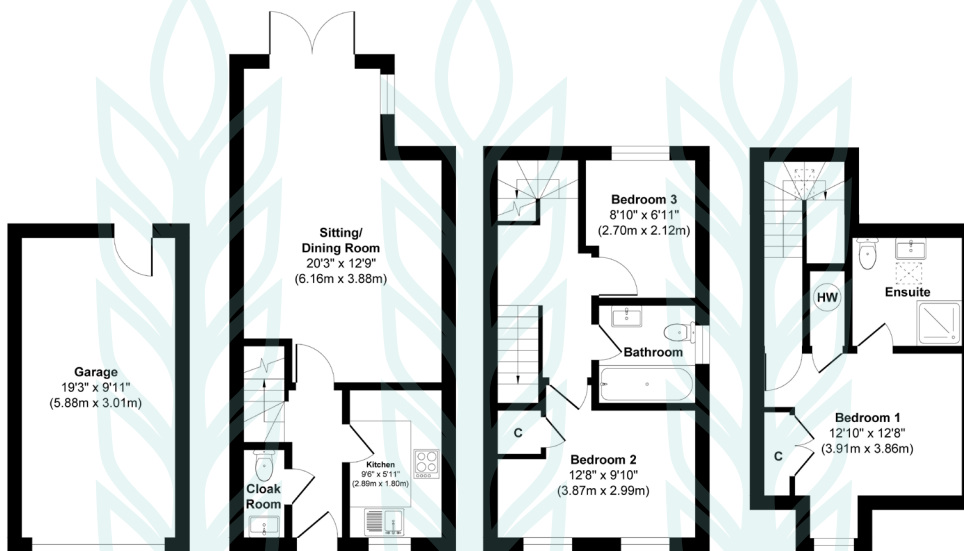 Garage
19'3" x 9'11"
(5.88m x 3.01m)
Sitting/
Dining Room
20'3" x 12'9"
(6.16m x 3.88m)
Cloak
Room
Kitchen
9'6" x 5'11"
(2.89m x 1.80m)
Bedroom 3
8'10" x 6'11"
(2.70m x 2.12m)
Bathroom
C
Bedroom 2
12'8" x 9'10"
(3.87m x 2.99m)
HW
Ensuite
Bedroom 1
12'10" x 12'8"
(3.91m x 3.86m)
C